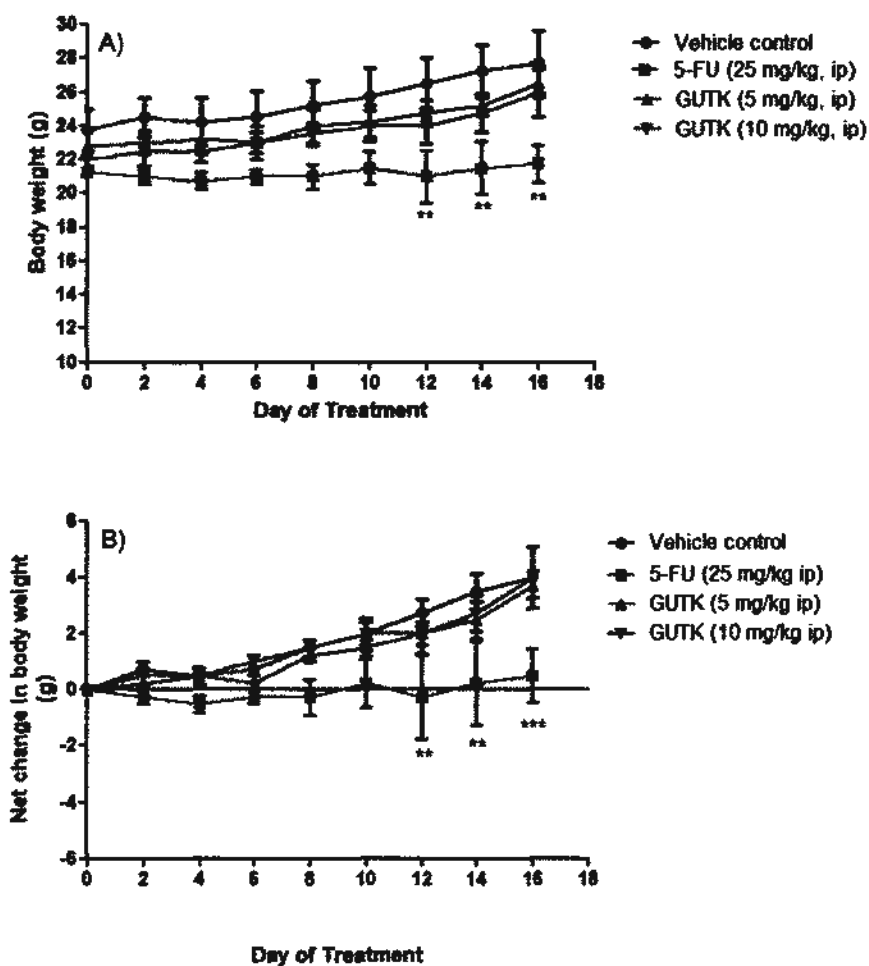 A)
Body weight (g)
30
28
26
24
22
20
18
16
14
12
10
0 2 4 6 8 10 12 14 16 18
Day of Treatment
** ** **
Vehicle control
5-FU (25 mg/kg, ip)
GUTK (5 mg/kg, ip)
GUTK (10 mg/kg, ip)
B)
Net change in body weight
(g)
6
4
2
0
-2
-4
-6
0 2 4 6 8 10 12 14 16 18
Day of Treatment
** ** ***
Vehicle control
5-FU (25 mg/kg ip)
GUTK (5 mg/kg ip)
GUTK (10 mg/kg ip)